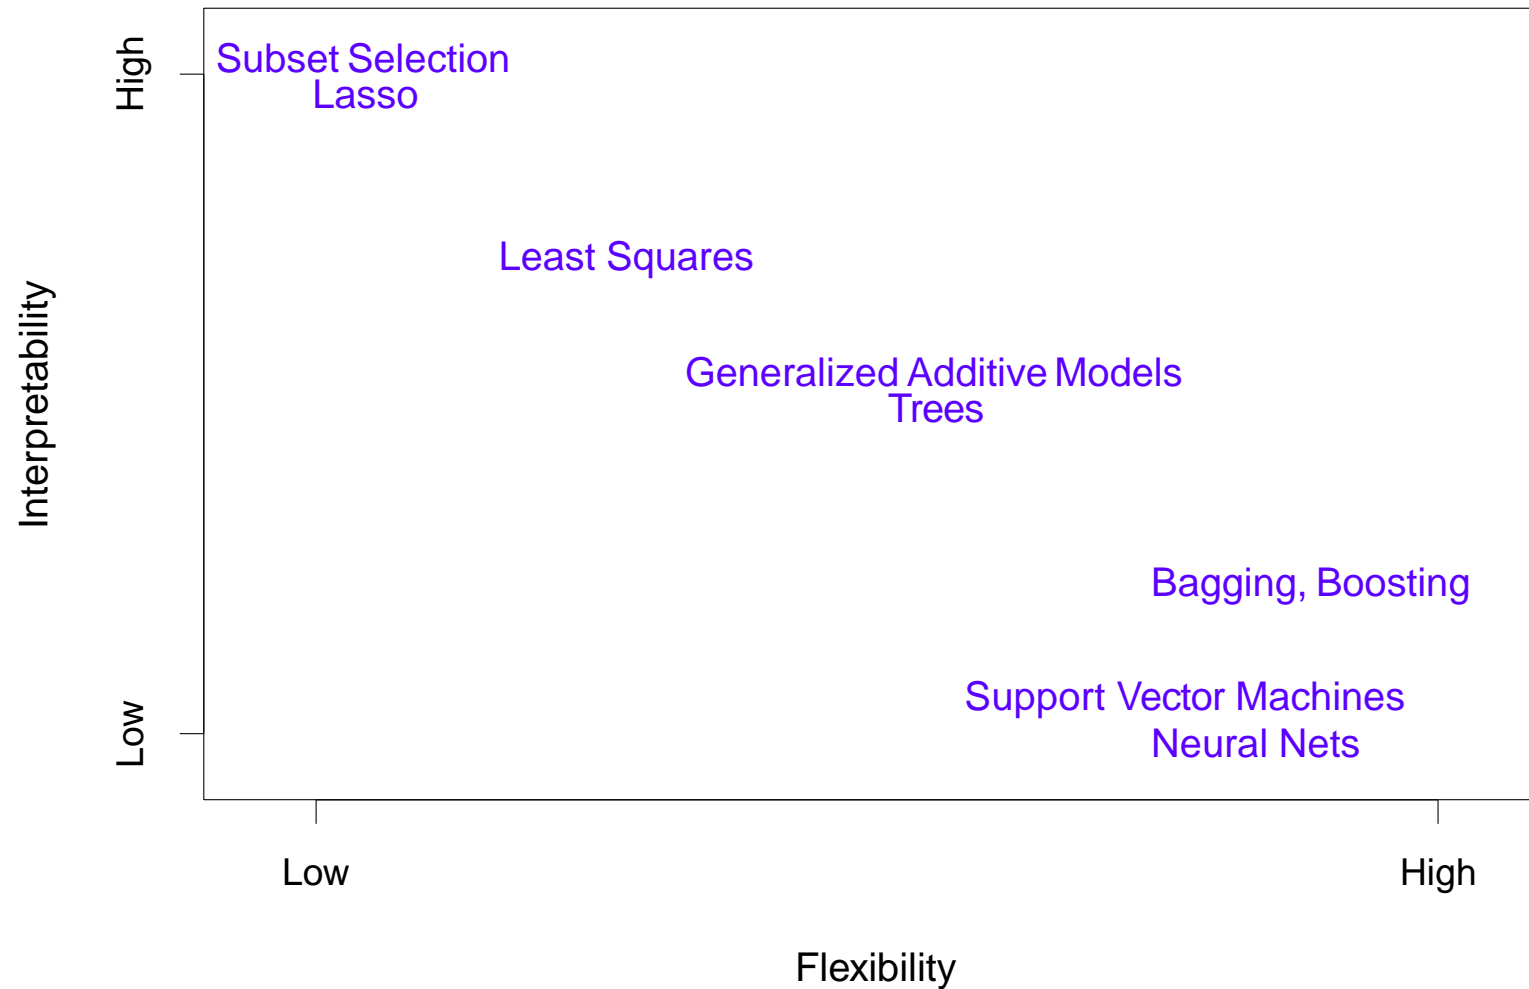 High
Subset Selection
Lasso
Least Squares
Interpretability
Generalized Additive Models
Trees
Bagging, Boosting
Support Vector Machines
Low
Neural Nets
Low
High
Flexibility